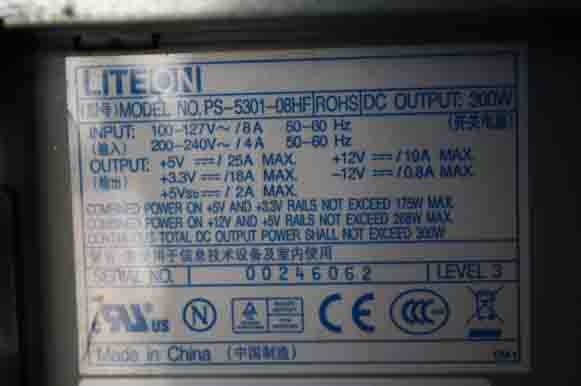 LITEON
(型号) MODEL NO. PS-5301-08HF ROHS DC OUTPUT: 300W
INPUT: 100-127V~/8A 50-60 Hz (开关电源)
(输入) 200-240V~/4A 50-60 Hz
OUTPUT: +5V ⎓/25A MAX. +12V ⎓/19A MAX.
(输出) +3.3V ⎓/18A MAX. -12V ⎓/0.8A MAX.
+5VSB ⎓/2A MAX.
COMBINED POWER ON +5V AND +3.3V RAILS NOT EXCEED 175W MAX.
COMBINED POWER ON +12V AND +5V RAILS NOT EXCEED 268W MAX.
CONTINUOUS TOTAL DC OUTPUT POWER SHALL NOT EXCEED 300W.
使用于信息技术设备及室内使用
SERIAL NO. 00246062 LEVEL 3
US N CE CCC
Made in China (中国制造)